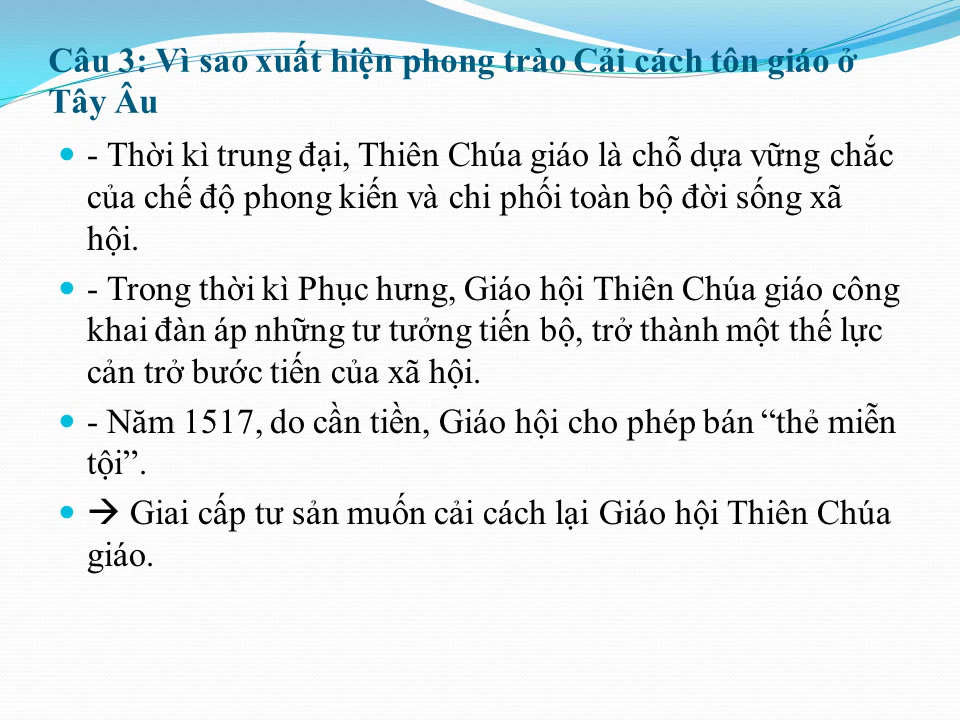 Câu 3: Vì sao xuất hiện phong trào Cải cách tôn giáo ở
Tây Âu
- Thời kì trung đại, Thiên Chúa giáo là chỗ dựa vững chắc
của chế độ phong kiến và chi phối toàn bộ đời sống xã
hội.
- Trong thời kì Phục hưng, Giáo hội Thiên Chúa giáo công
khai đàn áp những tư tưởng tiến bộ, trở thành một thế lực
cản trở bước tiến của xã hội.
- Năm 1517, do cần tiền, Giáo hội cho phép bán “thẻ miễn
tội”.
→ Giai cấp tư sản muốn cải cách lại Giáo hội Thiên Chúa
giáo.